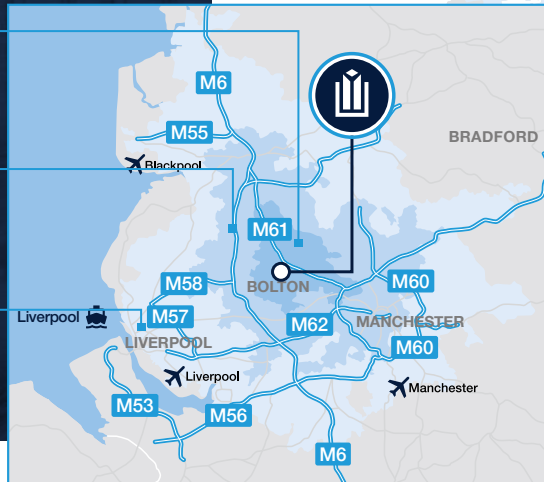 M6
M55
BRADFORD
Blackpool
M61
M58
BOLTON
M60
Liverpool
M57
M62
MANCHESTER
LIVERPOOL
M60
Liverpool
Manchester
M53
M56
M6